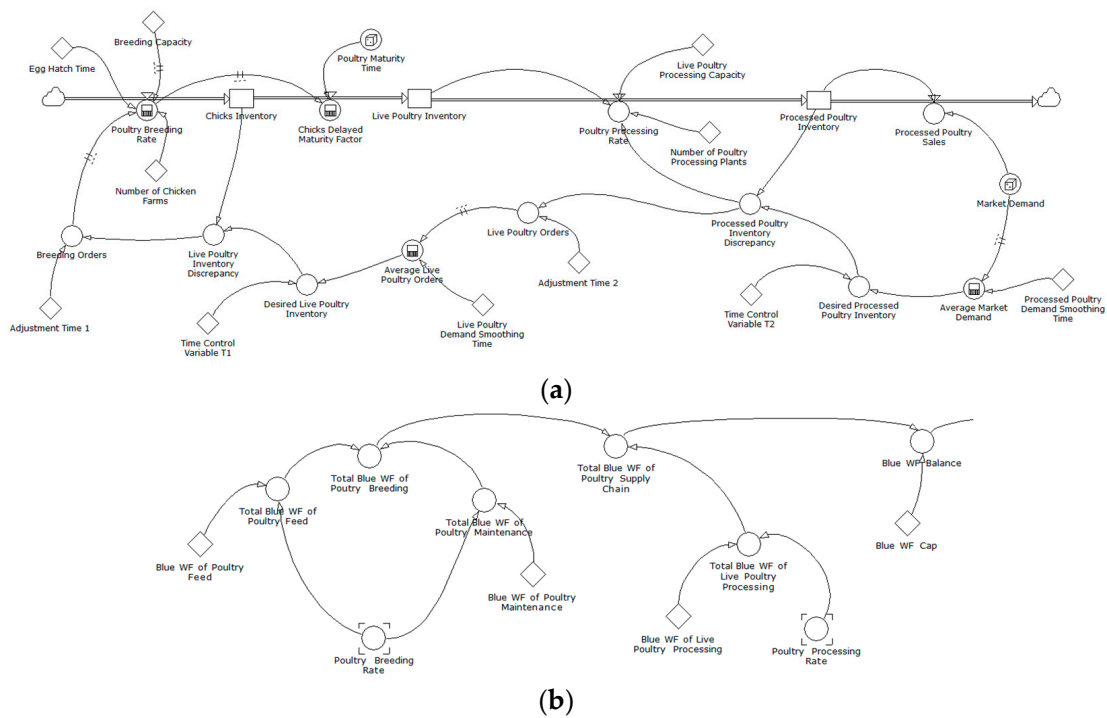 Breeding Capacity
Egg Hatch Time
Poultry Maturity
Time
Live Poultry
Processing Capacity
Poultry Breeding
Rate
Chicks Inventory
Chicks Delayed
Maturity Factor
Live Poultry Inventory
Poultry Processing
Rate
Processed Poultry
Inventory
Processed Poultry
Sales
Number of Poultry
Processing Plants
Number of Chicken
Farms
Market Demand
Breeding Orders
Live Poultry
Inventory
Discrepancy
Live Poultry Orders
Processed Poultry
Inventory
Discrepancy
Average Live
Poultry Orders
Adjustment Time 2
Desired Live Poultry
Inventory
Desired Processed
Poultry Inventory
Average Market
Demand
Processed Poultry
Demand Smoothing
Time
Adjustment Time 1
Time Control
Variable T1
Live Poultry
Demand Smoothing
Time
Time Control
Variable T2
(a)
Total Blue WF of
Poutry Breeding
Total Blue WF of
Poultry Supply
Chain
Blue WF Balance
Total Blue WF of
Poultry Feed
Total Blue WF of
Poultry Maintenance
Blue WF of Poultry
Feed
Blue WF of Poultry
Maintenance
Total Blue WF of
Live Poultry
Processing
Blue WF Cap
Blue WF of Live
Poultry Processing
Poultry Breeding
Rate
Poultry Processing
Rate
(b)